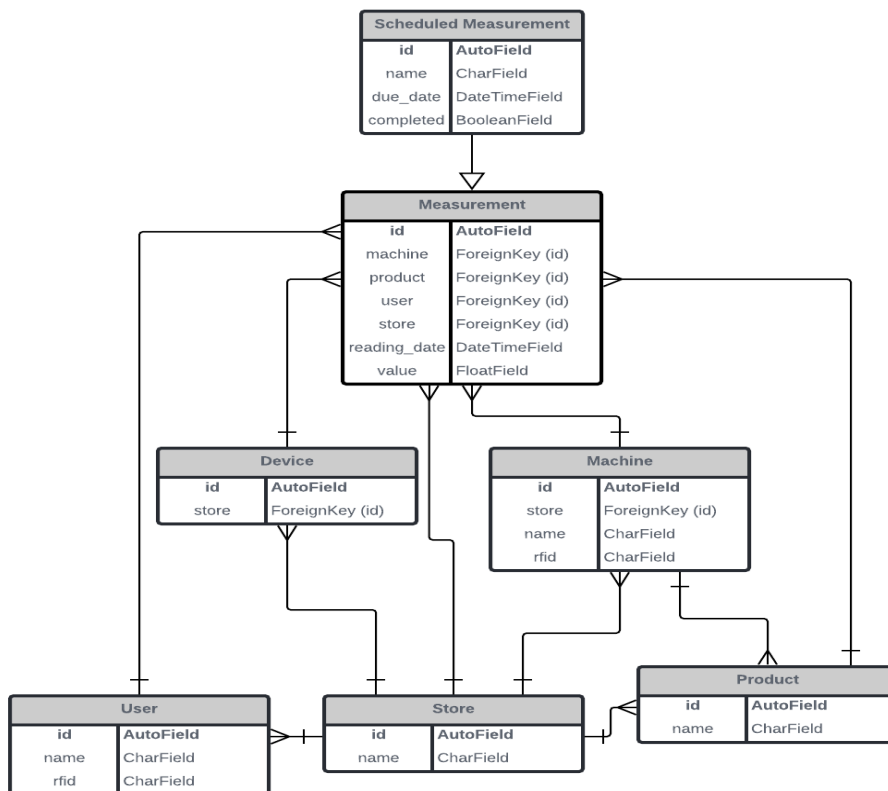 Scheduled Measurement
id AutoField
name CharField
due_date DateTimeField
completed BooleanField
Measurement
id AutoField
machine ForeignKey (id)
product ForeignKey (id)
user ForeignKey (id)
store ForeignKey (id)
reading_date DateTimeField
value FloatField
Device
id AutoField
store ForeignKey (id)
Machine
id AutoField
store ForeignKey (id)
name CharField
rfid CharField
User
id AutoField
name CharField
rfid CharField
Store
id AutoField
name CharField
Product
id AutoField
name CharField